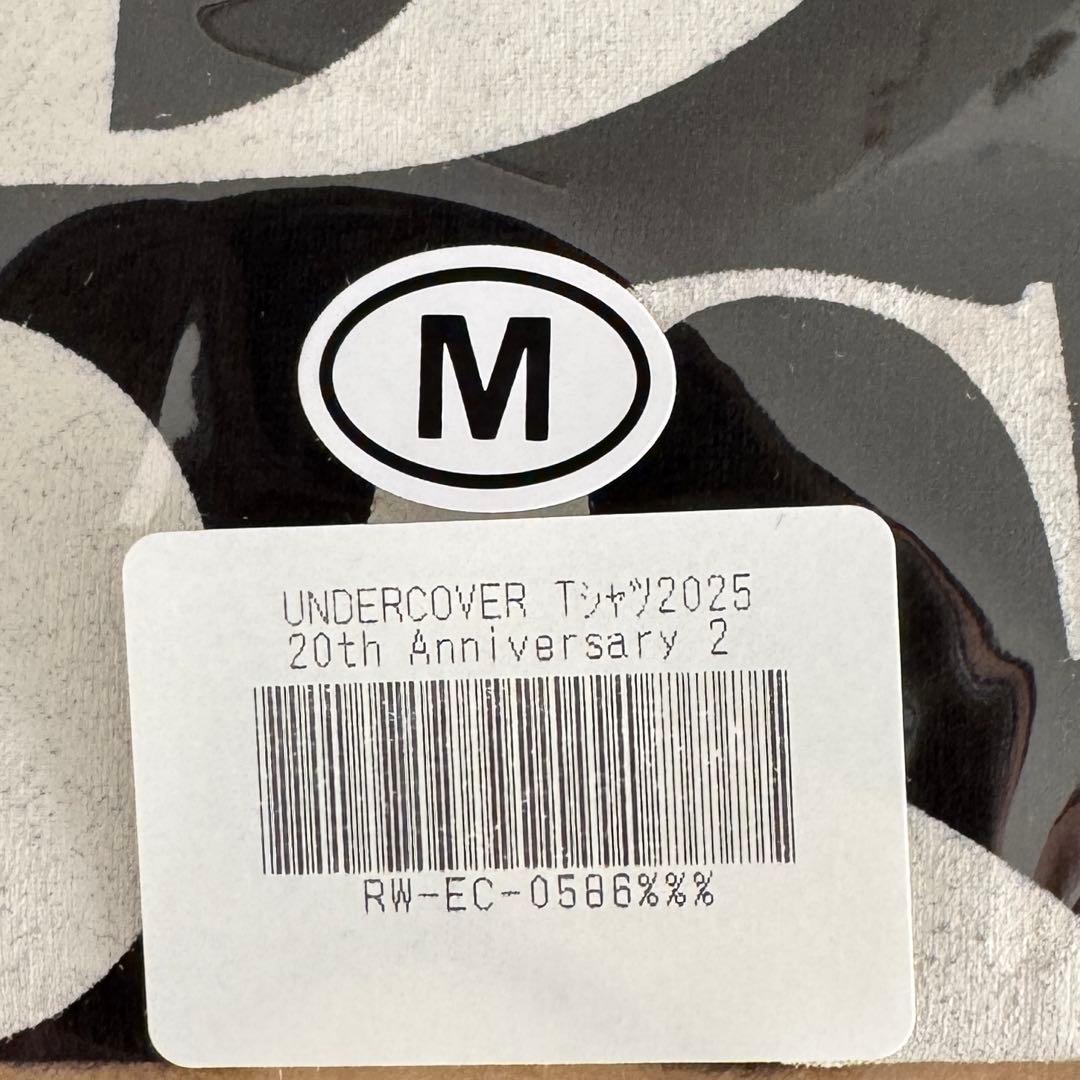 M
UNDERCOVER Tシャツ2025
20th Anniversary 2
RW-EC-0586%%%